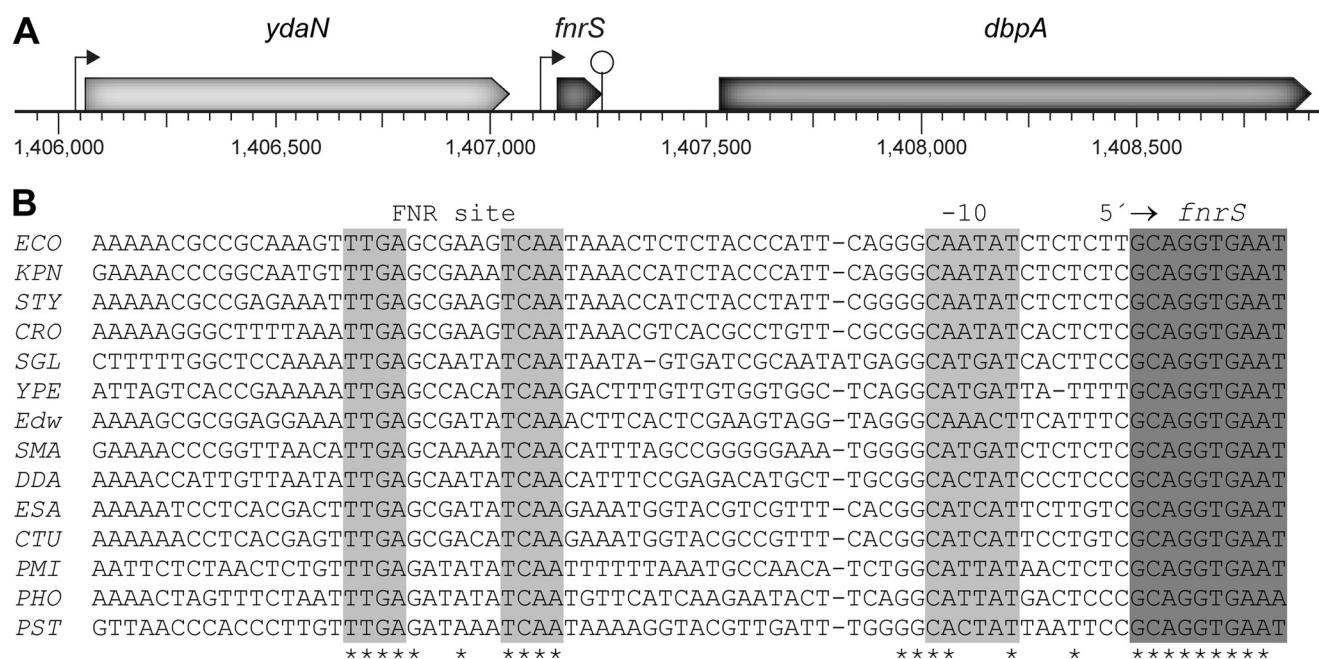 A
ydaN fnrS dbpA
1,406,000 1,406,500 1,407,000 1,407,500 1,408,000 1,408,500
B
FNR site -10 5´→ fnrS
ECO AAAAACGCCGCAAAGTTTGAGCGAAGTCAATAAACTCTCTACCCATT-CAGGGCAATATCTCTCTTGCAGGTGAAT
KPN GAAAACCCGGCAATGTTTGAGCGAAATCAATAAACCATCTACCCATT-CAGGGCAATATCTCTCTCGCAGGTGAAT
STY AAAAACGCCGAGAAATTTGAGCGAAGTCAATAAACCATCTACCTATT-CGGGGCAATATCTCTCTCGCAGGTGAAT
CRO AAAAAGGGCTTTTAAATTGAGCGAAGTCAATAAACGTCACGCCTGTT-CGCGGCAATATCACTCTCGCAGGTGAAT
SGL CTTTTTGGCTCCAAAATTGAGCAATATCAATAATA-GTGATCGCAATATGAGGCATGATCACTTCCGCAGGTGAAT
YPE ATTAGTCACCGAAAAATTGAGCCACATCAAGACTTTGTTGTGGTGGC-TCAGGCATGATTA-TTTTGCAGGTGAAT
Edw AAAAGCGCGGAGGAAATTGAGCGATATCAAACTTCACTCGAAGTAGG-TAGGGCAAACTTCATTTCGCAGGTGAAT
SMA GAAAACCCGGTTAACATTGAGCAAAATCAACATTTAGCCGGGGGAAA-TGGGGCATGATCTCTCTCGCAGGTGAAT
DDA AAAACCATTGTTAATATTGAGCAATATCAACATTTCCGAGACATGCT-TGCGGCACTATCCCTCCCGCAGGTGAAT
ESA AAAAATCCTCACGACTTTGAGCGATATCAAGAAATGGTACGTCGTTT-CACGGCATCATTCTTGTCGCAGGTGAAT
CTU AAAAAACCTCACGAGTTTGAGCGACATCAAGAAATGGTACGCCGTTT-CACGGCATCATTCCTGTCGCAGGTGAAT
PMI AATTCTCTAACTCTGTTTGAGATATATCAATTTTTTAAATGCCAACA-TCTGGCATTATAACTCTCGCAGGTGAAT
PHO AAAACTAGTTTCTAATTTGAGATATATCAATGTTCATCAAGAATACT-TCAGGCATTATGACTCCCGCAGGTGAAA
PST GTTAACCCACCCTTGTTTGAGATAAATCAATAAAAGGTACGTTGATT-TGGGGCACTATTAATTCCGCAGGTGAAT
**** * **** **** * * *********